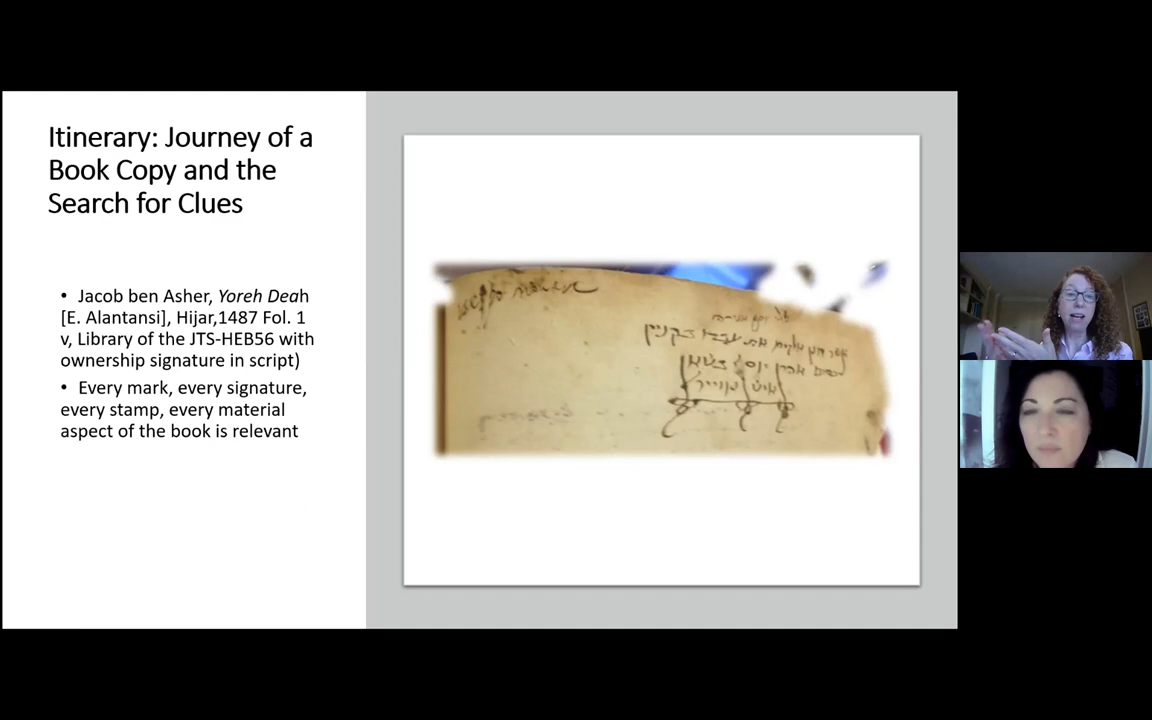 Itinerary: Journey of a
Book Copy and the
Search for Clues
• Jacob ben Asher, Yoreh Deah
[E. Alantansi], Hijar,1487 Fol. 1
v, Library of the JTS-HEB56 with
ownership signature in script)
• Every mark, every signature,
every stamp, every material
aspect of the book is relevant